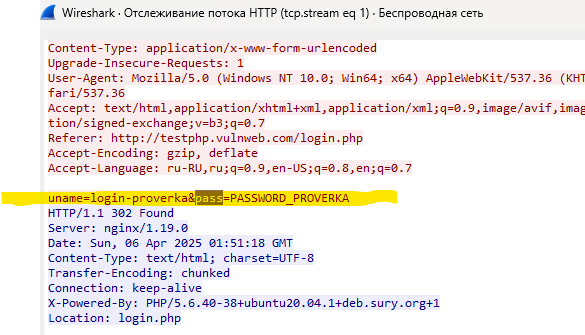 Wireshark · Отслеживание потока HTTP (tcp.stream eq 1) · Беспроводная сеть
Content-Type: application/x-www-form-urlencoded
Upgrade-Insecure-Requests: 1
User-Agent: Mozilla/5.0 (Windows NT 10.0; Win64; x64) AppleWebKit/537.36 (KHT
fari/537.36
Accept: text/html,application/xhtml+xml,application/xml;q=0.9,image/avif,imag
tion/signed-exchange;v=b3;q=0.7
Referer: http://testphp.vulnweb.com/login.php
Accept-Encoding: gzip, deflate
Accept-Language: ru-RU,ru;q=0.9,en-US;q=0.8,en;q=0.7
uname=login-proverka&pass=PASSWORD_PROVERKA
HTTP/1.1 302 Found
Server: nginx/1.19.0
Date: Sun, 06 Apr 2025 01:51:18 GMT
Content-Type: text/html; charset=UTF-8
Transfer-Encoding: chunked
Connection: keep-alive
X-Powered-By: PHP/5.6.40-38+ubuntu20.04.1+deb.sury.org+1
Location: login.php